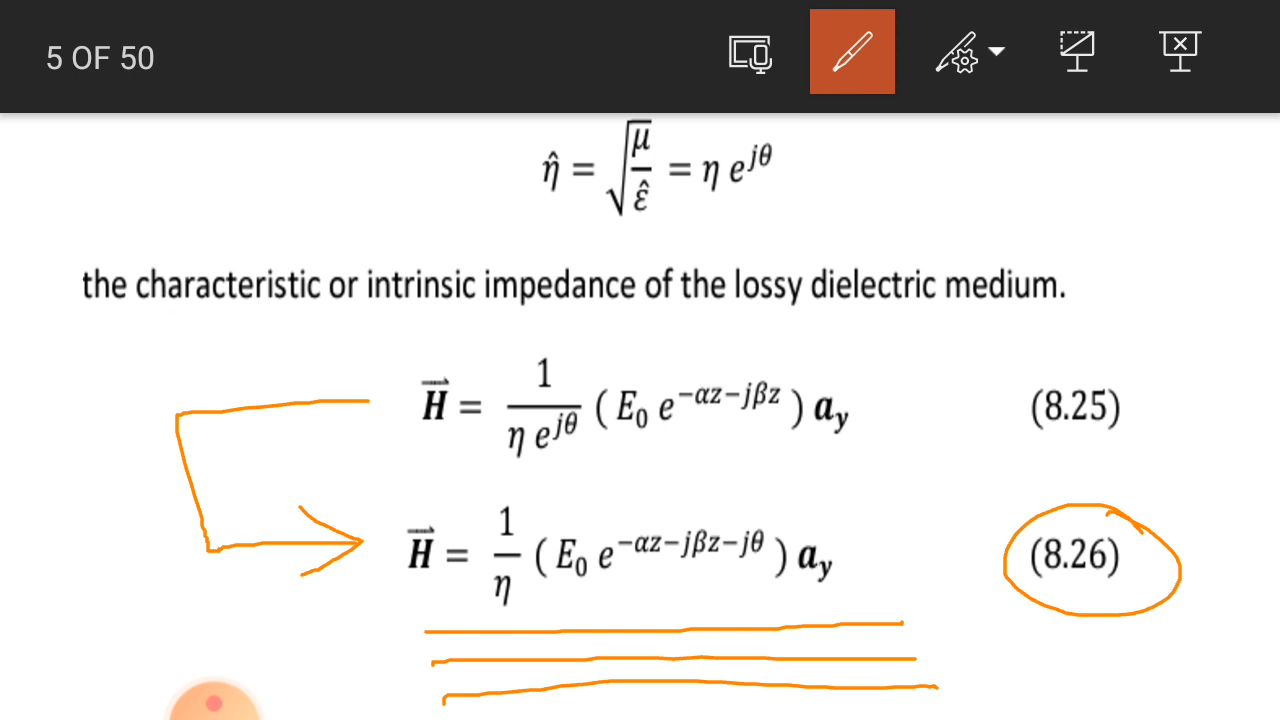 5 OF 50
η̂ = √(μ/ε̂) = η e^{jθ}
the characteristic or intrinsic impedance of the lossy dielectric medium.
H⃗ = 1/(η e^{jθ}) ( E₀ e^{−αz−jβz} ) a_y (8.25)
H⃗ = 1/η ( E₀ e^{−αz−jβz−jθ} ) a_y (8.26)